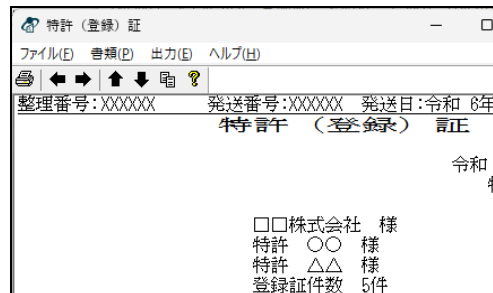 特許（登録）証
ファイル(F) 書類(P) 出力(E) ヘルプ(H)
整理番号:XXXXXX 発送番号:XXXXXX 発送日:令和 6年
特許（登録）証
令和
□□株式会社 様
特許 ○○ 様
特許 △△ 様
登録証件数 5件